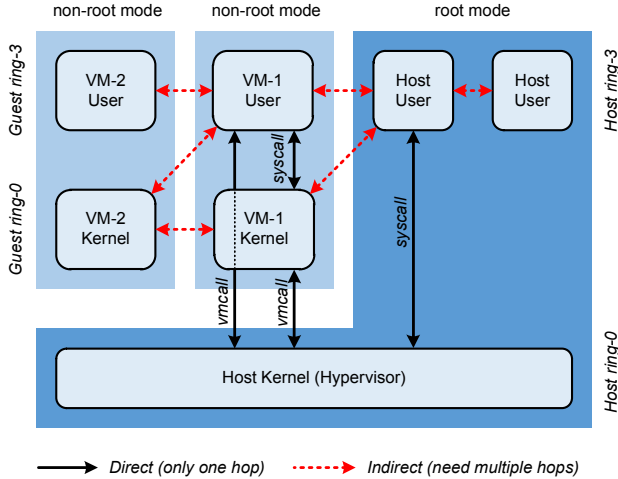 non-root mode
non-root mode
root mode
Guest ring-3
VM-2
User
VM-1
User
Host
User
Host
User
Host ring-3
syscall
Guest ring-0
VM-2
Kernel
VM-1
Kernel
syscall
vmcall
vmcall
Host Kernel (Hypervisor)
Host ring-0
Direct (only one hop)
Indirect (need multiple hops)